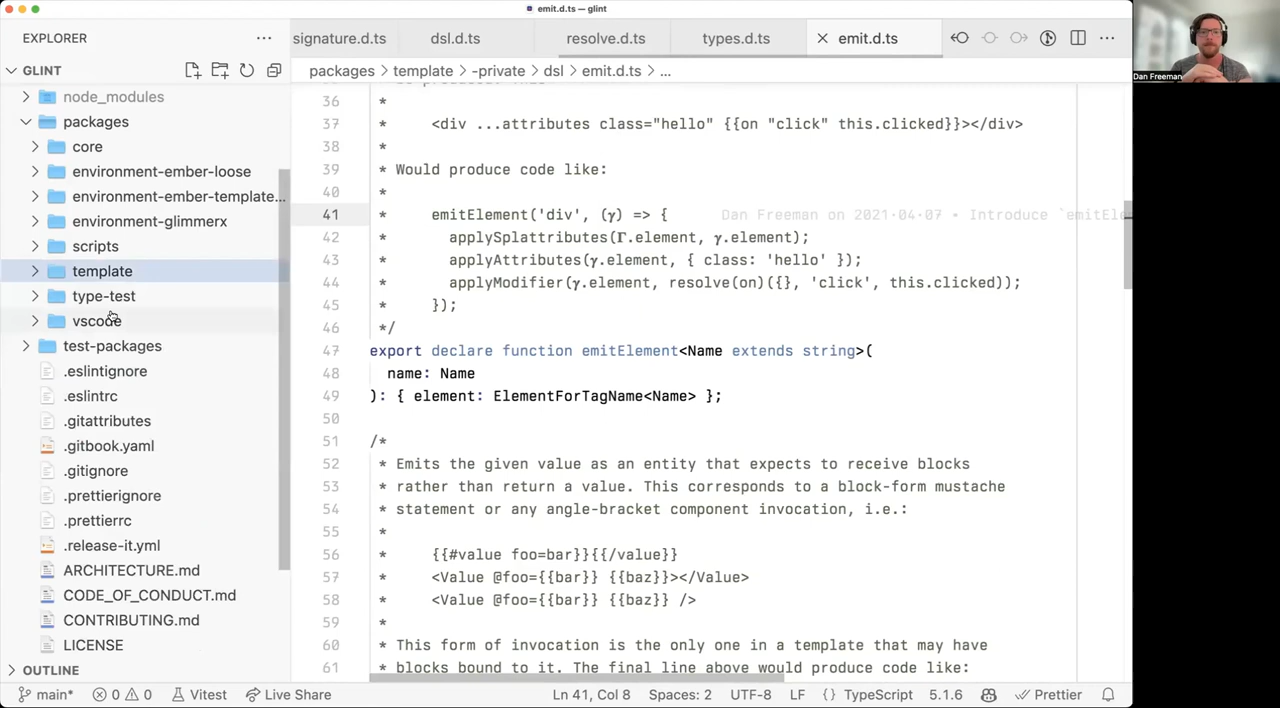 emit.d.ts — glint
EXPLORER
signature.d.ts
dsl.d.ts
resolve.d.ts
types.d.ts
emit.d.ts
GLINT
packages > template > -private > dsl > emit.d.ts > ...
node_modules
packages
core
environment-ember-loose
environment-ember-template...
environment-glimmerx
scripts
template
type-test
vscode
test-packages
.eslintignore
.eslintrc
.gitattributes
.gitbook.yaml
.gitignore
.prettierignore
.prettierrc
.release-it.yml
ARCHITECTURE.md
CODE_OF_CONDUCT.md
CONTRIBUTING.md
LICENSE
OUTLINE
36 *
37 * <div ...attributes class="hello" {{on "click" this.clicked}}></div>
38 *
39 * Would produce code like:
40 *
41 emitElement('div', (γ) => { Dan Freeman on 2021-04-07 • Introduce `emitEle
42 * applySplattributes(Γ.element, γ.element);
43 * applyAttributes(γ.element, { class: 'hello' });
44 * applyModifier(γ.element, resolve(on)({}, 'click', this.clicked));
45 * });
46 */
47 export declare function emitElement<Name extends string>(
48 name: Name
49 ): { element: ElementForTagName<Name> };
50
51 /*
52 * Emits the given value as an entity that expects to receive blocks
53 * rather than return a value. This corresponds to a block-form mustache
54 * statement or any angle-bracket component invocation, i.e.:
55 *
56 * {{#value foo=bar}}{{/value}}
57 * <Value @foo={{bar}} {{baz}}></Value>
58 * <Value @foo={{bar}} {{baz}} />
59 *
60 * This form of invocation is the only one in a template that may have
61 * blocks bound to it. The final line above would produce code like:
main* 0 0 Vitest Live Share Ln 41, Col 8 Spaces: 2 UTF-8 LF {} TypeScript 5.1.6 Prettier
Dan Freeman